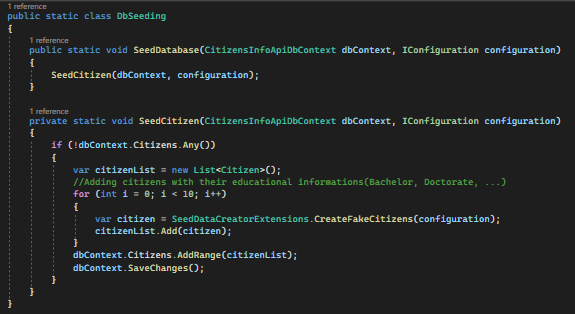 1 reference
public static class DbSeeding
{
1 reference
public static void SeedDatabase(CitizensInfoApiDbContext dbContext, IConfiguration configuration)
{
SeedCitizen(dbContext, configuration);
}
1 reference
private static void SeedCitizen(CitizensInfoApiDbContext dbContext, IConfiguration configuration)
{
if (!dbContext.Citizens.Any())
{
var citizenList = new List<Citizen>();
//Adding citizens with their educational informations(Bachelor, Doctorate, ...)
for (int i = 0; i < 10; i++)
{
var citizen = SeedDataCreatorExtensions.CreateFakeCitizens(configuration);
citizenList.Add(citizen);
}
dbContext.Citizens.AddRange(citizenList);
dbContext.SaveChanges();
}
}
}